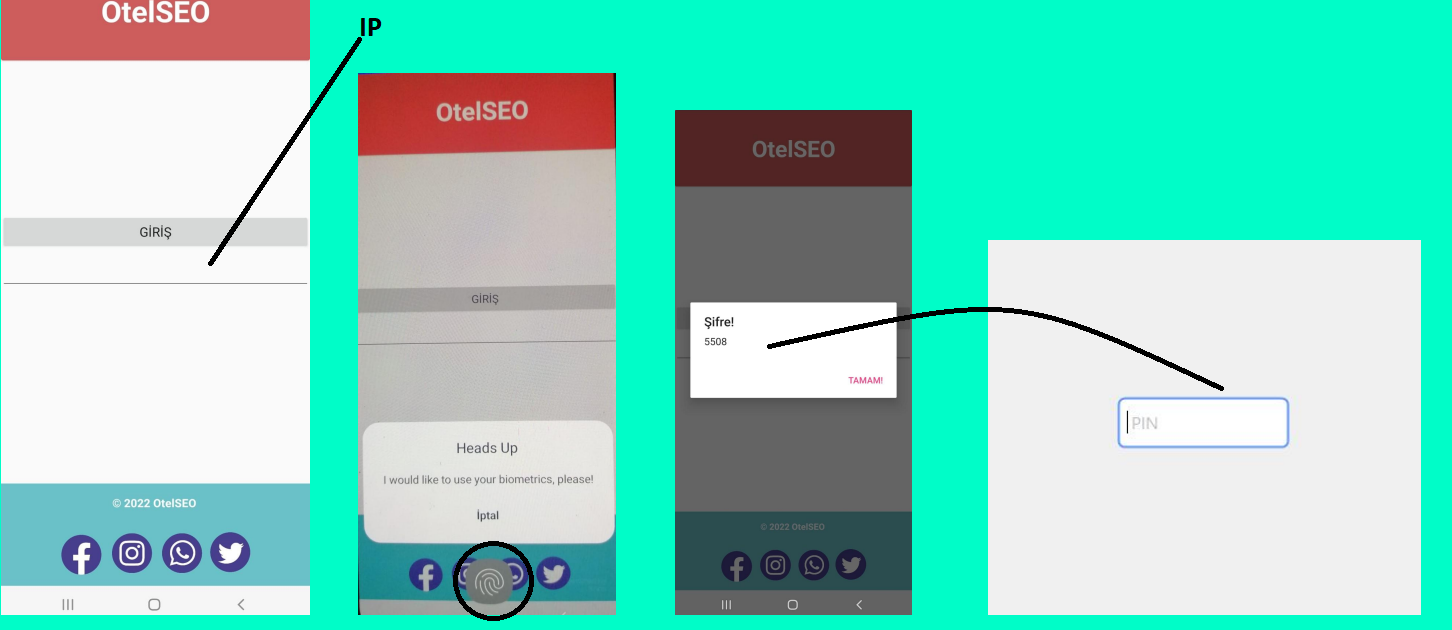 OtelSEO
GİRİŞ
© 2022 OtelSEO
IP
OtelSEO
GİRİŞ
Heads Up
I would like to use your biometrics, please!
İptal
OtelSEO
Şifre!
5508
TAMAM!
© 2022 OtelSEO
PIN